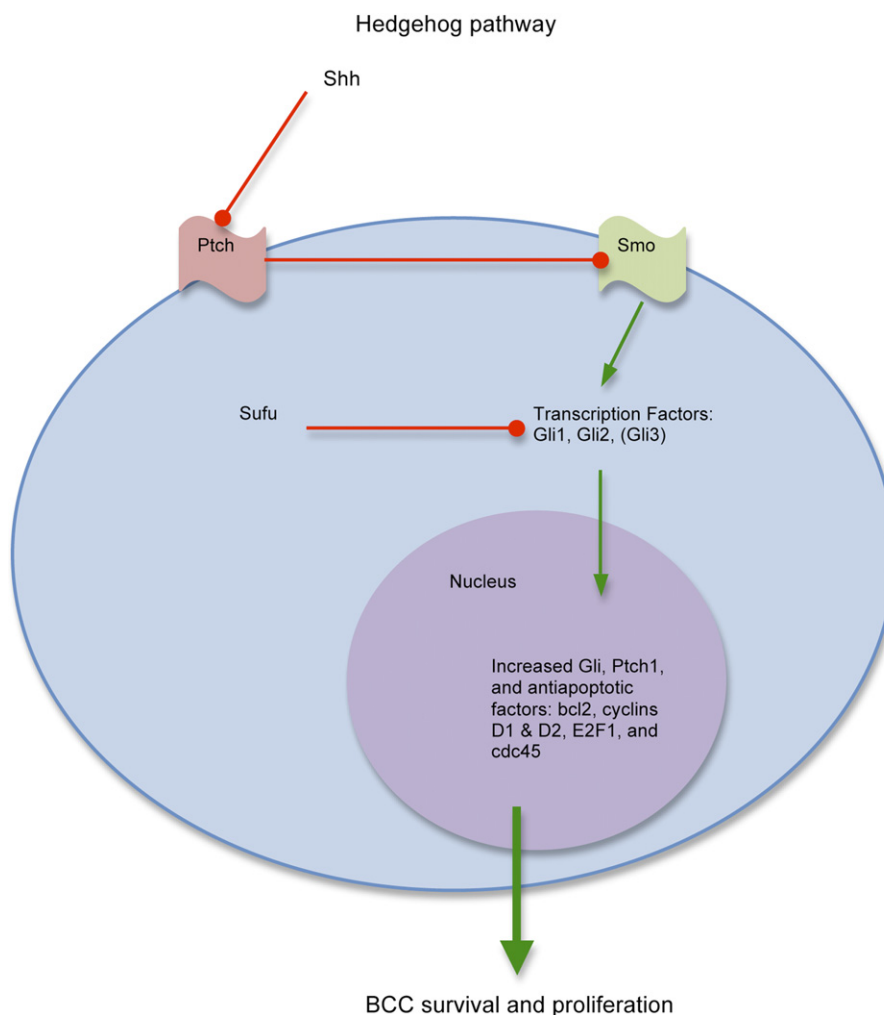 Hedgehog pathway
Shh
Ptch
Smo
Sufu
Transcription Factors:
Gli1, Gli2, (Gli3)
Nucleus
Increased Gli, Ptch1,
and antiapoptotic
factors: bcl2, cyclins
D1 & D2, E2F1, and
cdc45
BCC survival and proliferation